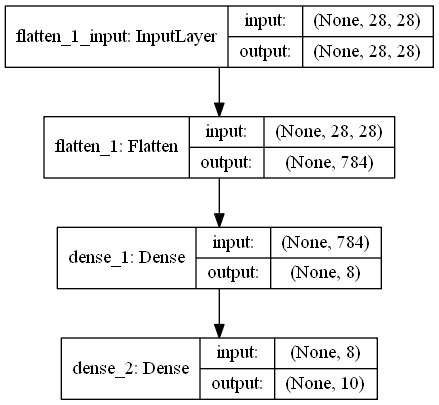 flatten_1_input: InputLayer
input: (None, 28, 28)
output: (None, 28, 28)
flatten_1: Flatten
input: (None, 28, 28)
output: (None, 784)
dense_1: Dense
input: (None, 784)
output: (None, 8)
dense_2: Dense
input: (None, 8)
output: (None, 10)